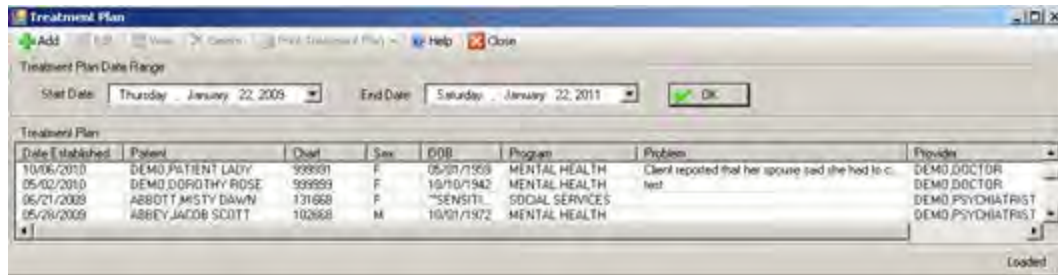 Treatment Plan
Add Edit View Delete Print Treatment Plan Help Close
Treatment Plan Date Range
Start Date Thursday , January 22, 2009 End Date Saturday , January 22, 2011 OK
Treatment Plan
Date Established Patient Chart Sex DOB Program Problem Provider
10/06/2010 DEMO,PATIENT LADY 999991 F 05/01/1959 MENTAL HEALTH Client reported that her spouse said she had to c... DEMO,DOCTOR
05/02/2010 DEMO,DOROTHY ROSE 999999 F 10/10/1942 MENTAL HEALTH test DEMO,DOCTOR
06/21/2009 ABBOTT,MISTY DAWN 131668 F SOCIAL SERVICES DEMO,PSYCHIATRIST
05/28/2009 ABBEY,JACOB SCOTT 102668 M 10/01/1972 MENTAL HEALTH DEMO,PSYCHIATRIST
Loaded